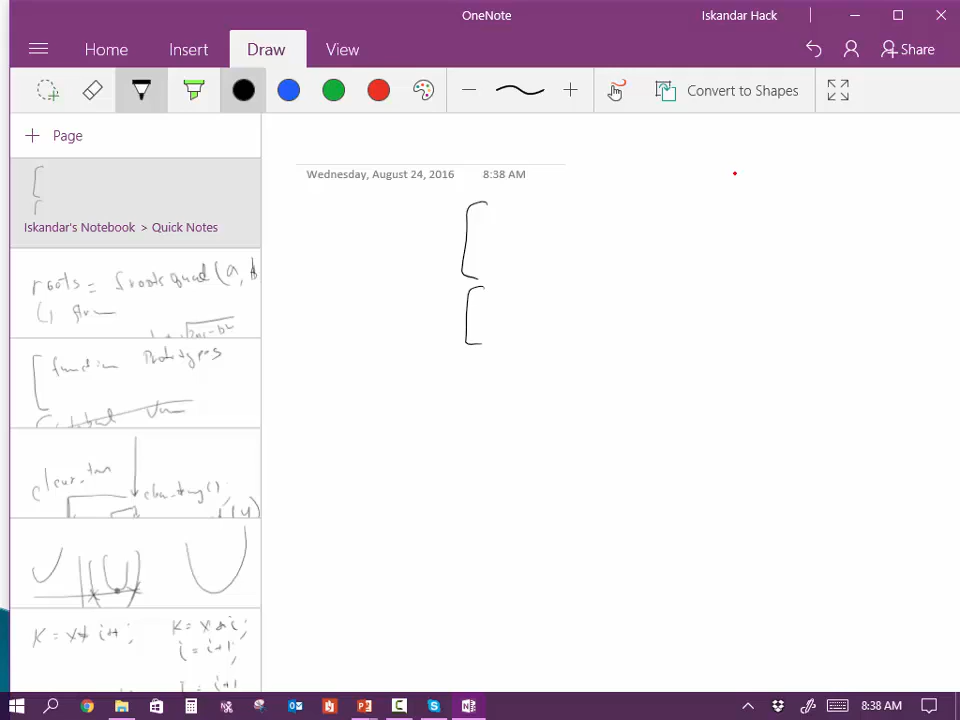 OneNote
Iskandar Hack
Home Insert Draw View Share
Convert to Shapes
Page
Wednesday, August 24, 2016 8:38 AM
Iskandar's Notebook > Quick Notes
roots =
function Prototypes
K = x * i++;
i = i+1;
8:38 AM